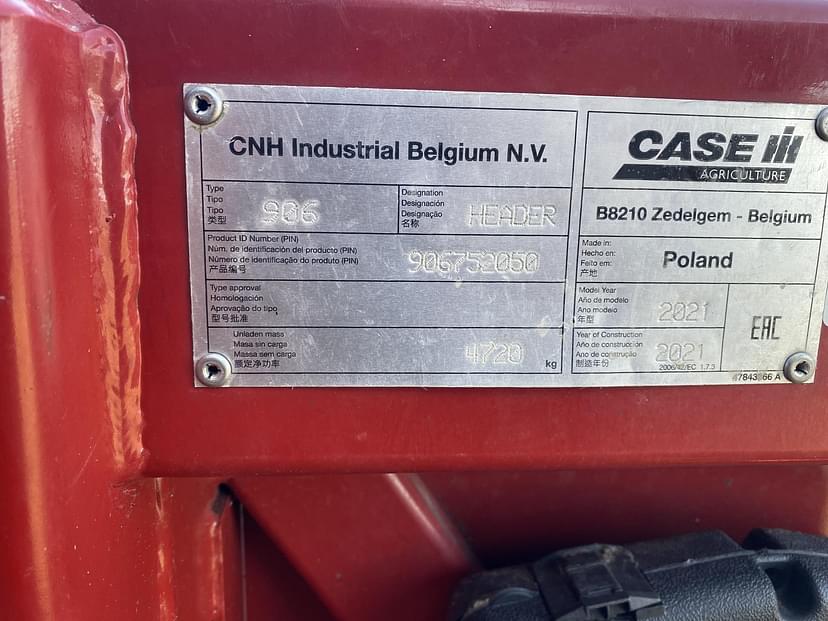 CNH Industrial Belgium N.V.
CASE IH
AGRICULTURE
Type
Tipo
Tipo
类型
906
Designation
Designación
Designação
名称
HEADER
B8210 Zedelgem - Belgium
Product ID Number (PIN)
Núm. de identificación del producto (PIN)
Número de identificação do produto (PIN)
产品编号
906752050
Made in:
Hecho en:
Feito em:
产地
Poland
Type approval
Homologación
Aprovação do tipo
型号批准
Model Year
Año de modelo
Ano modelo
年型
2021
EAC
Unladen mass
Masa sin carga
Massa sem carga
额定净功率
4720
kg
Year of Construction
Año de construcción
Ano de construção
制造年份
2021
2006/42/EC 1.7.3